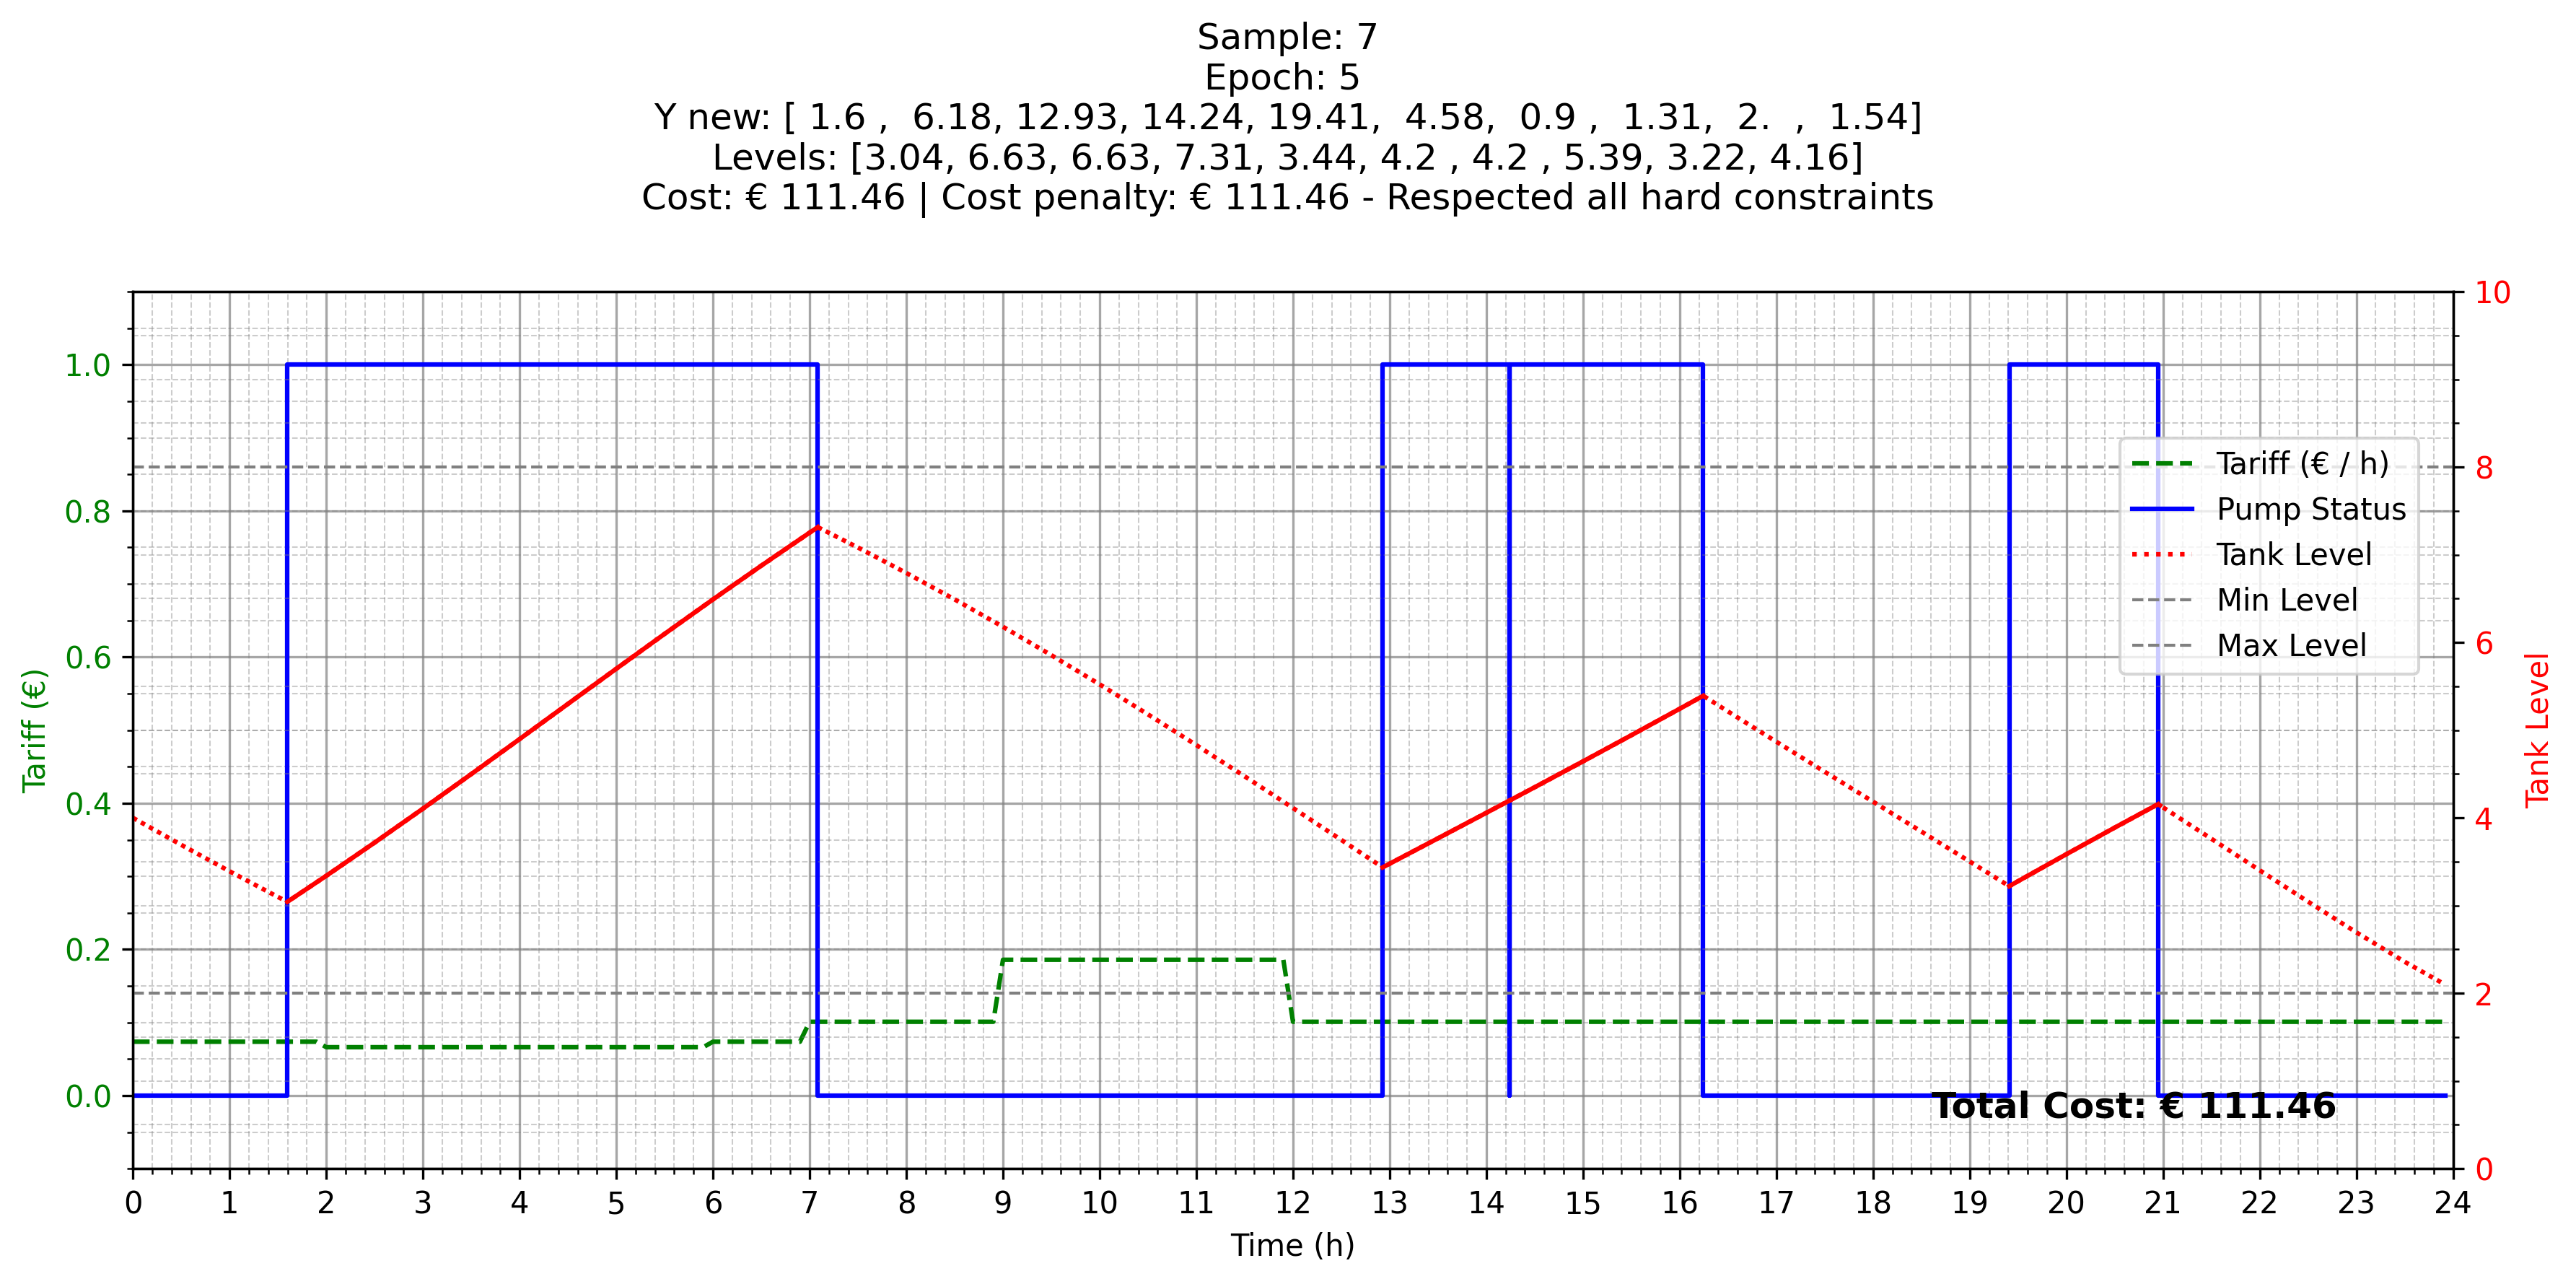 Sample: 7
Epoch: 5
Y new: [ 1.6 ,  6.18, 12.93, 14.24, 19.41,  4.58,  0.9 ,  1.31,  2.  ,  1.54]
Levels: [3.04, 6.63, 6.63, 7.31, 3.44, 4.2 , 4.2 , 5.39, 3.22, 4.16]
Cost: € 111.46 | Cost penalty: € 111.46 - Respected all hard constraints
Tariff (€)
1.0
0.8
0.6
0.4
0.2
0.0
10
8
6
4
2
0
Tank Level
Tariff (€ / h)
Pump Status
Tank Level
Min Level
Max Level
Total Cost: € 111.46
0 1 2 3 4 5 6 7 8 9 10 11 12 13 14 15 16 17 18 19 20 21 22 23 24
Time (h)